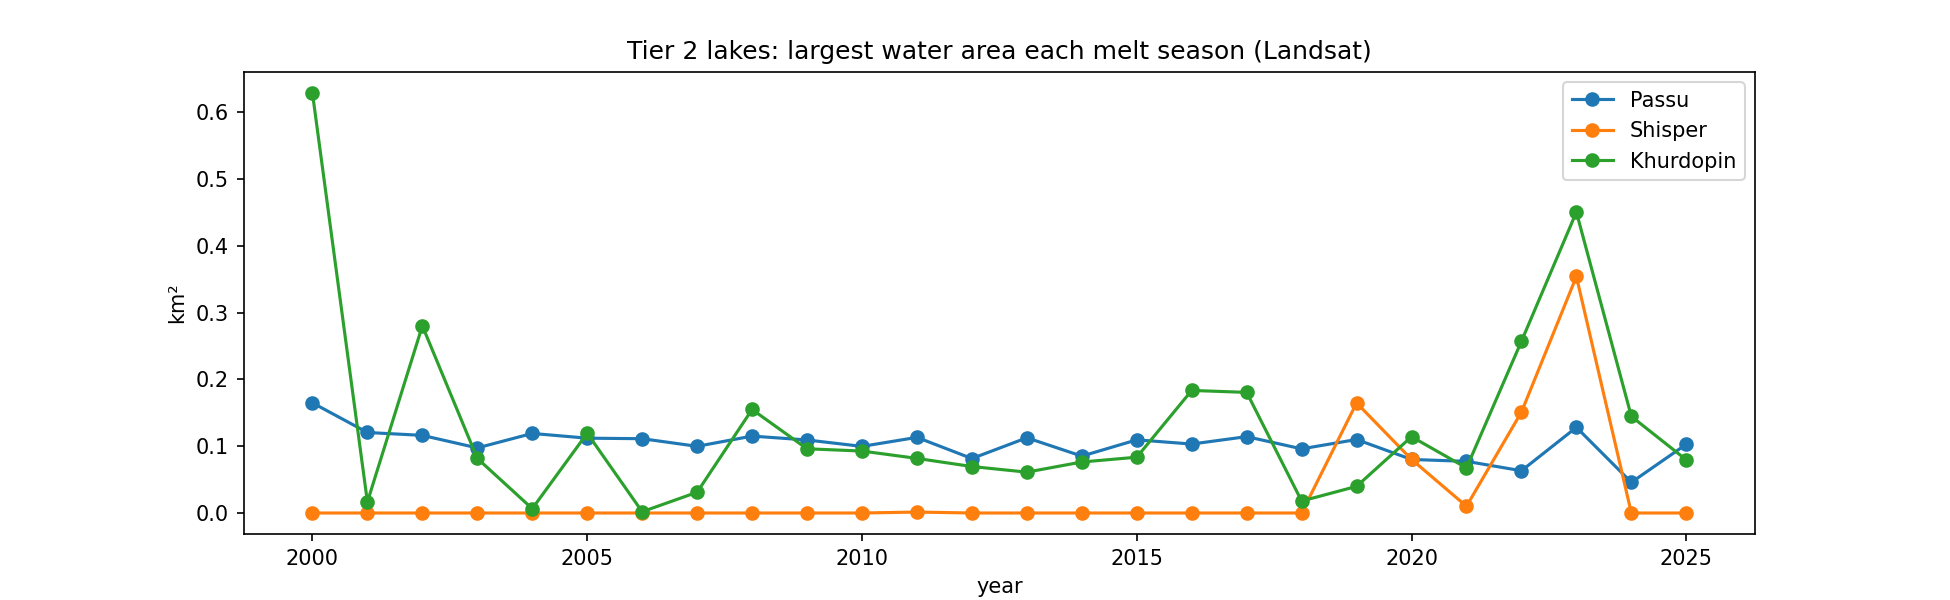 Tier 2 lakes: largest water area each melt season (Landsat)
Passu
Shisper
Khurdopin
0.6
0.5
0.4
0.3
0.2
0.1
0.0
km²
2000 2005 2010 2015 2020 2025
year